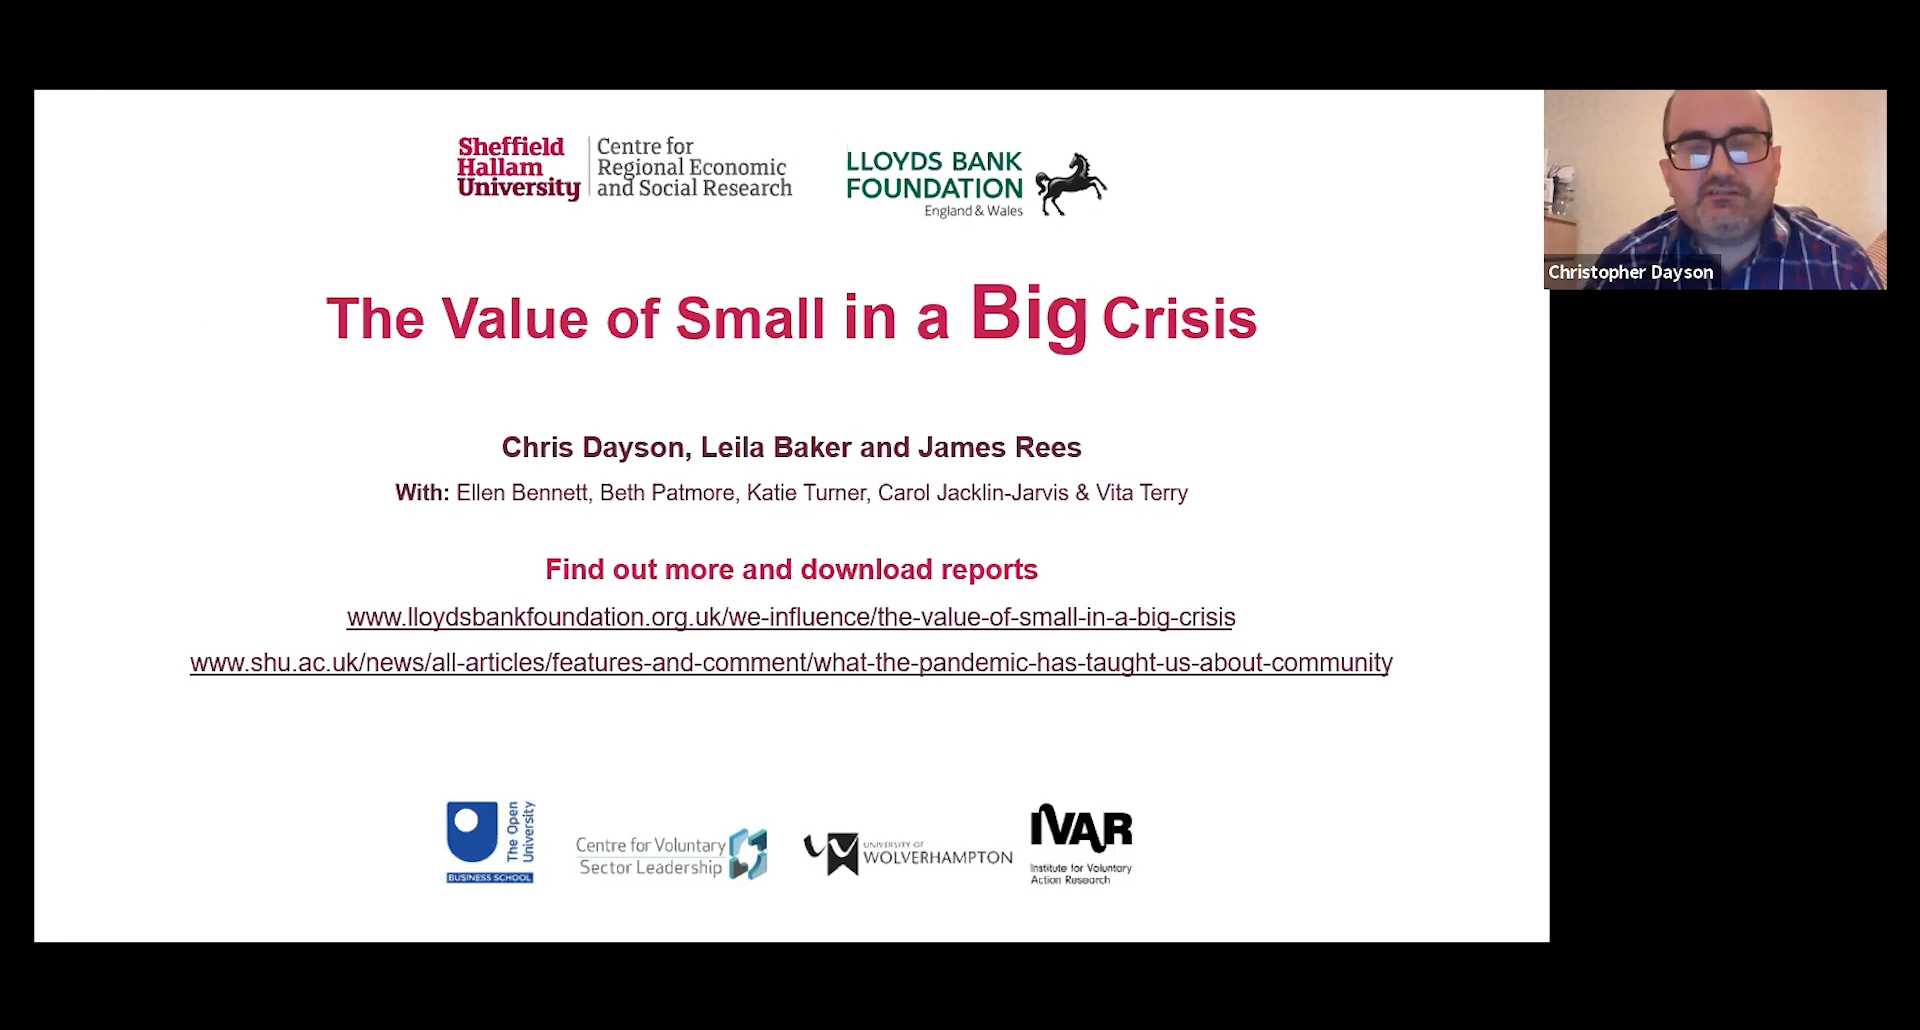 Sheffield
Hallam
University
Centre for
Regional Economic
and Social Research
LLOYDS BANK
FOUNDATION
England & Wales
Christopher Dayson
The Value of Small in a Big Crisis
Chris Dayson, Leila Baker and James Rees
With: Ellen Bennett, Beth Patmore, Katie Turner, Carol Jacklin-Jarvis & Vita Terry
Find out more and download reports
www.lloydsbankfoundation.org.uk/we-influence/the-value-of-small-in-a-big-crisis
www.shu.ac.uk/news/all-articles/features-and-comment/what-the-pandemic-has-taught-us-about-community
The Open
University
BUSINESS SCHOOL
Centre for Voluntary
Sector Leadership
UNIVERSITY OF
WOLVERHAMPTON
IVAR
Institute for Voluntary
Action Research